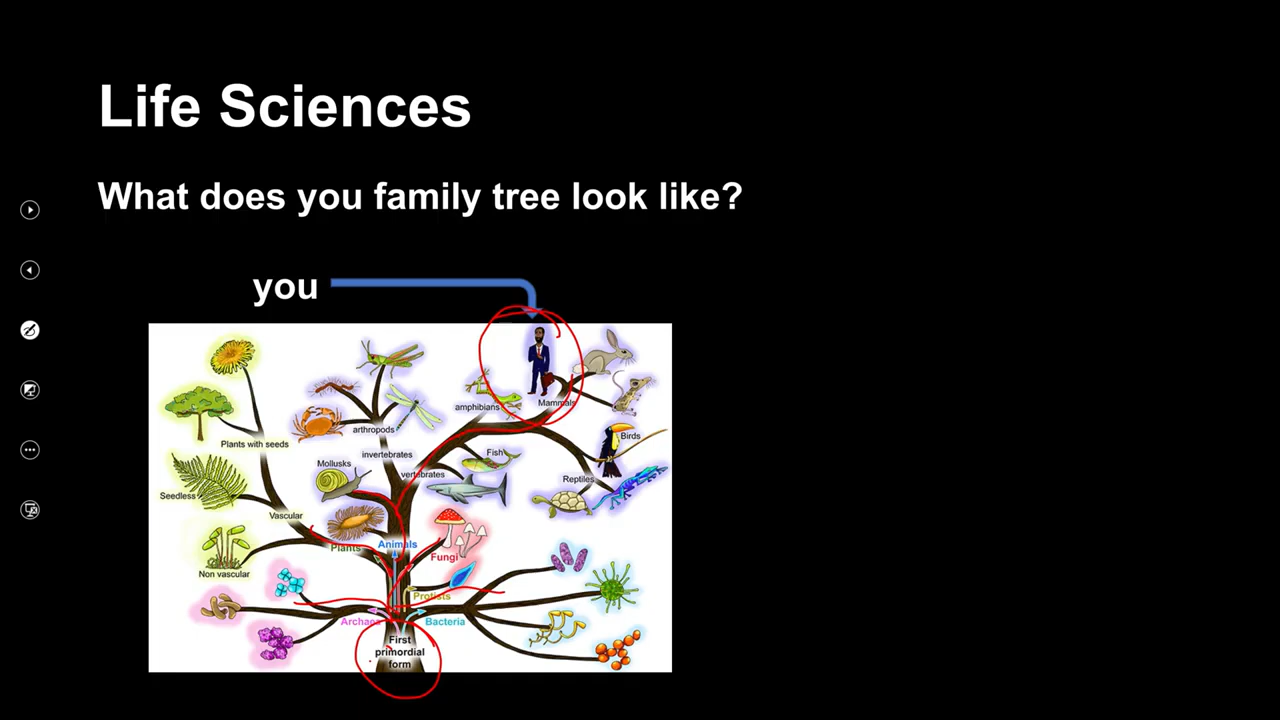 Life Sciences
What does you family tree look like?
you
amphibians
Mammals
arthropods
Birds
Plants with seeds
invertebrates
Fish
Mollusks
vertebrates
Reptiles
Seedless
Vascular
Plants
Animals
Fungi
Non vascular
Protists
Archaea
Bacteria
First
primordial
form